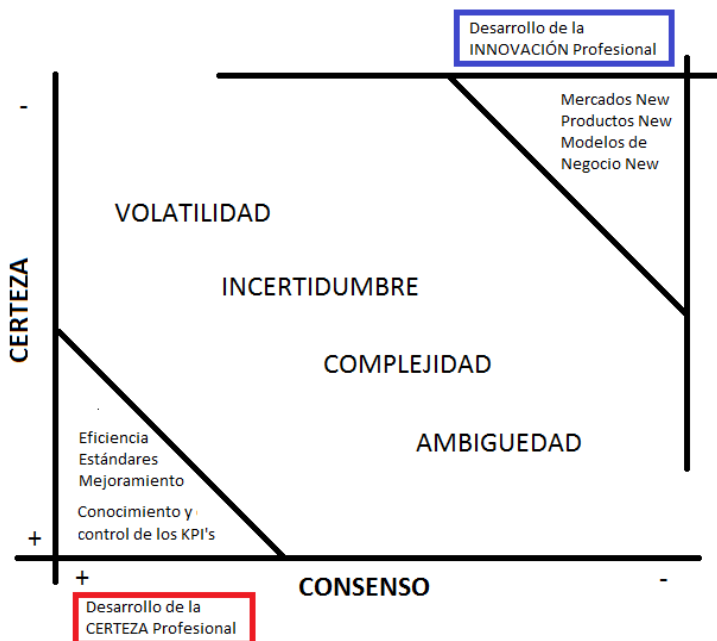 Desarrollo de la
INNOVACIÓN Profesional
-
Mercados New
Productos New
Modelos de
Negocio New
VOLATILIDAD
INCERTIDUMBRE
CERTEZA
COMPLEJIDAD
AMBIGUEDAD
Eficiencia
Estándares
Mejoramiento
Conocimiento y
control de los KPI's
+
+
CONSENSO
-
Desarrollo de la
CERTEZA Profesional